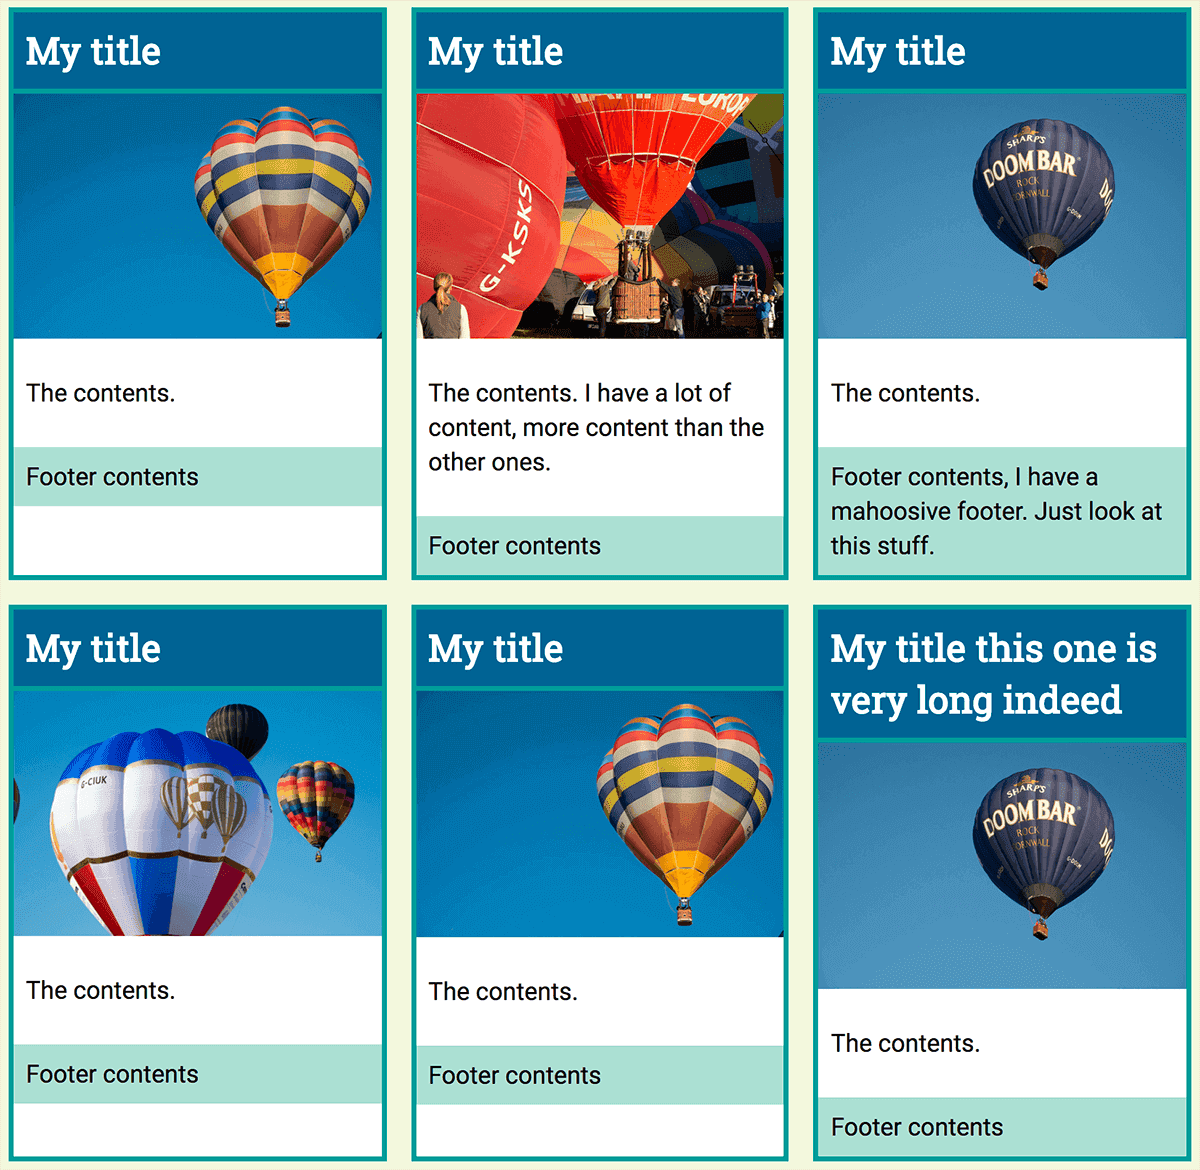 My title
The contents.
Footer contents
My title
EUROP
G-KSKS
The contents. I have a lot of
content, more content than the
other ones.
Footer contents
My title
SHARP'S
DOOM BAR
ROCK
CORNWALL
The contents.
Footer contents, I have a
mahoosive footer. Just look at
this stuff.
My title
G-CIUK
The contents.
Footer contents
My title
The contents.
Footer contents
My title this one is
very long indeed
SHARP'S
DOOM BAR
ROCK
CORNWALL
The contents.
Footer contents